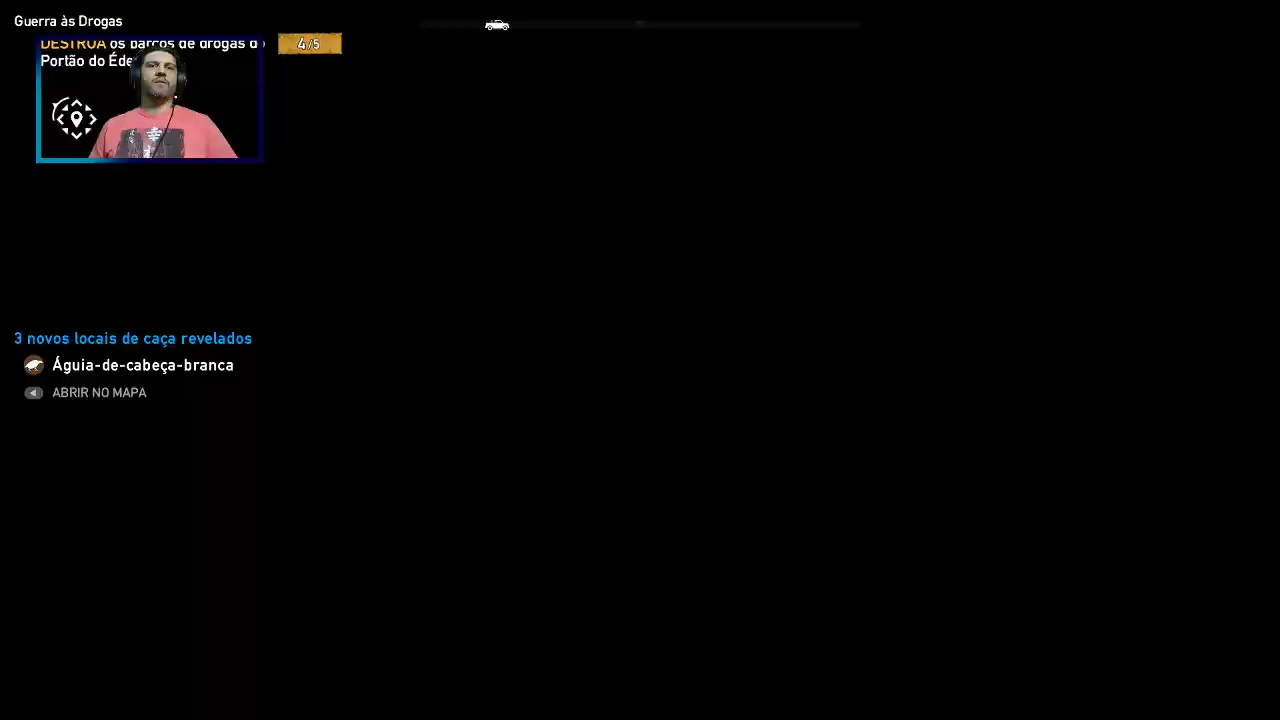 Guerra às Drogas
DESTRUA os barcos de drogas do
Portão do Éde
4/5
3 novos locais de caça revelados
Águia-de-cabeça-branca
ABRIR NO MAPA